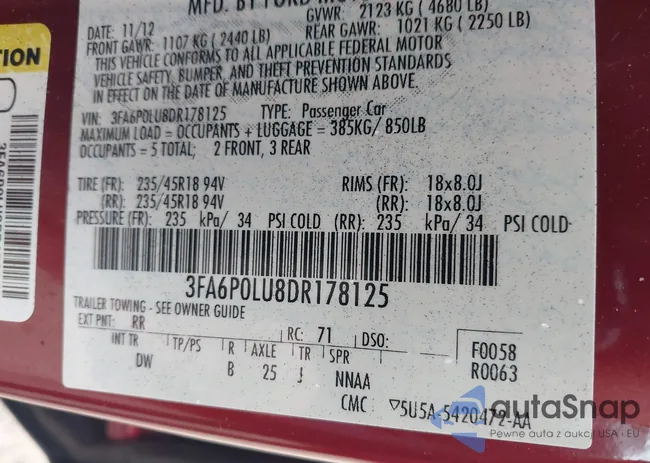 MFD. BY FORD MO
DATE: 11/12 GVWR: 2123 KG ( 4680 LB)
FRONT GAWR: 1107 KG ( 2440 LB) REAR GAWR: 1021 KG ( 2250 LB)
THIS VEHICLE CONFORMS TO ALL APPLICABLE FEDERAL MOTOR
VEHICLE SAFETY, BUMPER, AND THEFT PREVENTION STANDARDS
IN EFFECT ON THE DATE OF MANUFACTURE SHOWN ABOVE.
VIN: 3FA6P0LU8DR178125 TYPE: Passenger Car
MAXIMUM LOAD = OCCUPANTS + LUGGAGE = 385KG/ 850LB
OCCUPANTS = 5 TOTAL; 2 FRONT, 3 REAR
TIRE (FR): 235/45R18 94V RIMS (FR): 18x8.0J
(RR): 235/45R18 94V (RR): 18x8.0J
PRESSURE (FR): 235 kPa/ 34 PSI COLD (RR): 235 kPa/ 34 PSI COLD
3FA6P0LU8DR178125
TRAILER TOWING - SEE OWNER GUIDE
EXT PNT: RR RC: 71 DSO:
INT TR TP/PS R AXLE TR SPR F0058
DW B 25 J NNAA R0063
CMC ▽5U5A-5420472-AA
TION
autoSnap
Pewne auta z aukcji USA i EU